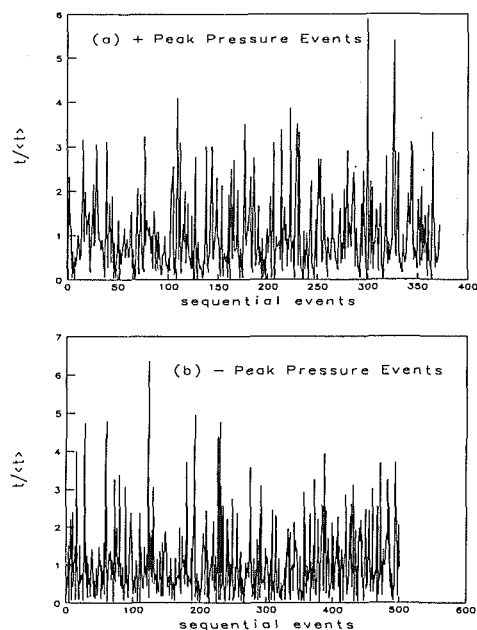 (a) + Peak Pressure Events
t/<t>
6
5
4
3
2
1
0
0 50 100 150 200 250 300 350 400
sequential events
(b) − Peak Pressure Events
t/<t>
7
6
5
4
3
2
1
0
0 100 200 300 400 500 600
sequential events